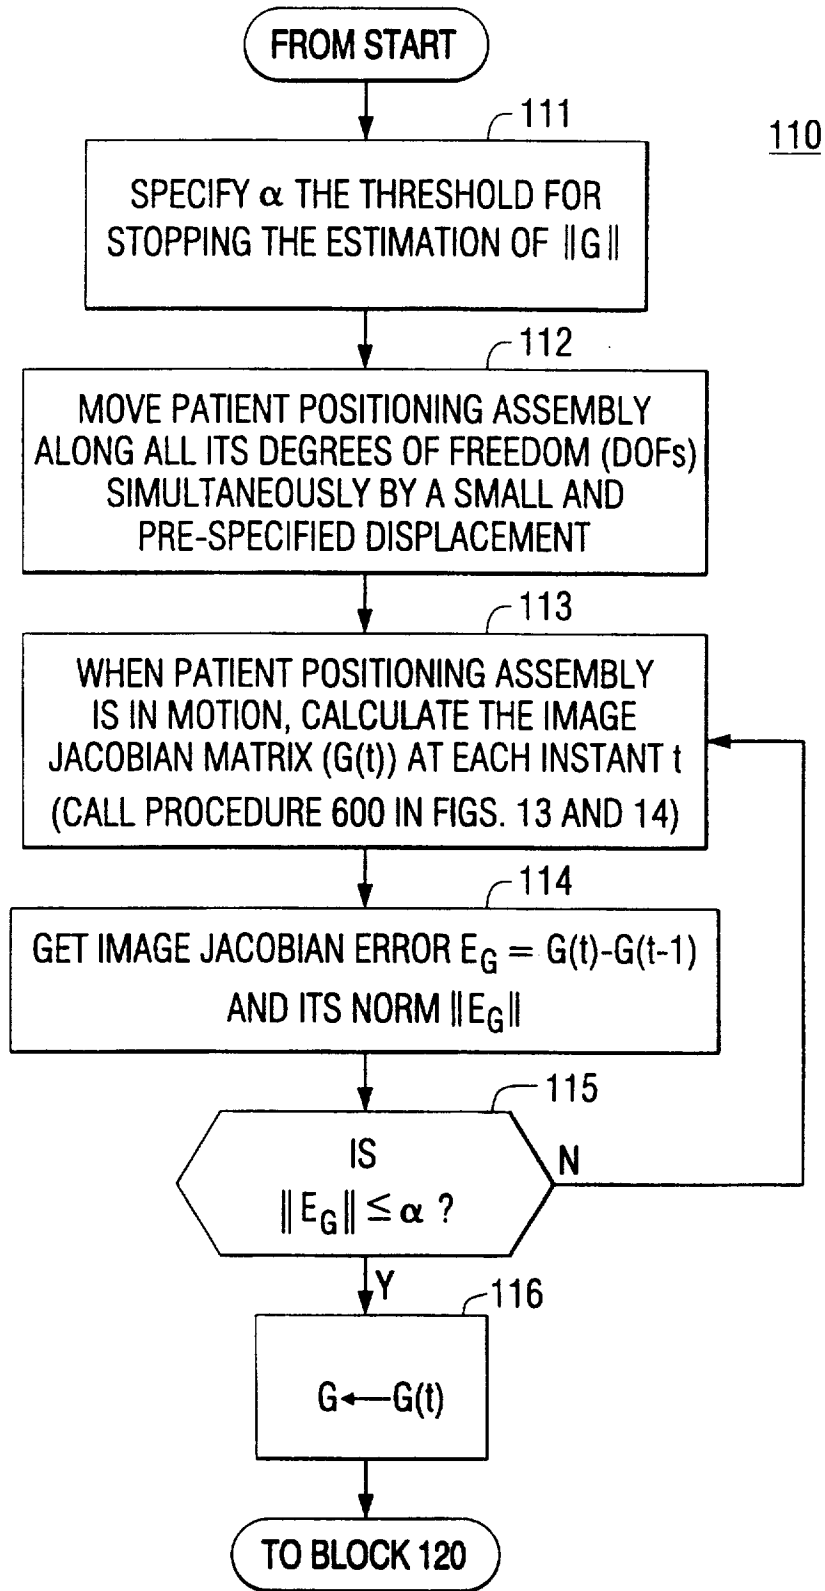 FROM START
111
110
SPECIFY α THE THRESHOLD FOR
STOPPING THE ESTIMATION OF ||G||
112
MOVE PATIENT POSITIONING ASSEMBLY
ALONG ALL ITS DEGREES OF FREEDOM (DOFs)
SIMULTANEOUSLY BY A SMALL AND
PRE-SPECIFIED DISPLACEMENT
113
WHEN PATIENT POSITIONING ASSEMBLY
IS IN MOTION, CALCULATE THE IMAGE
JACOBIAN MATRIX (G(t)) AT EACH INSTANT t
(CALL PROCEDURE 600 IN FIGS. 13 AND 14)
114
GET IMAGE JACOBIAN ERROR E_G = G(t)-G(t-1)
AND ITS NORM ||E_G||
115
IS
||E_G|| ≤ α ?
N
Y
116
G←G(t)
TO BLOCK 120